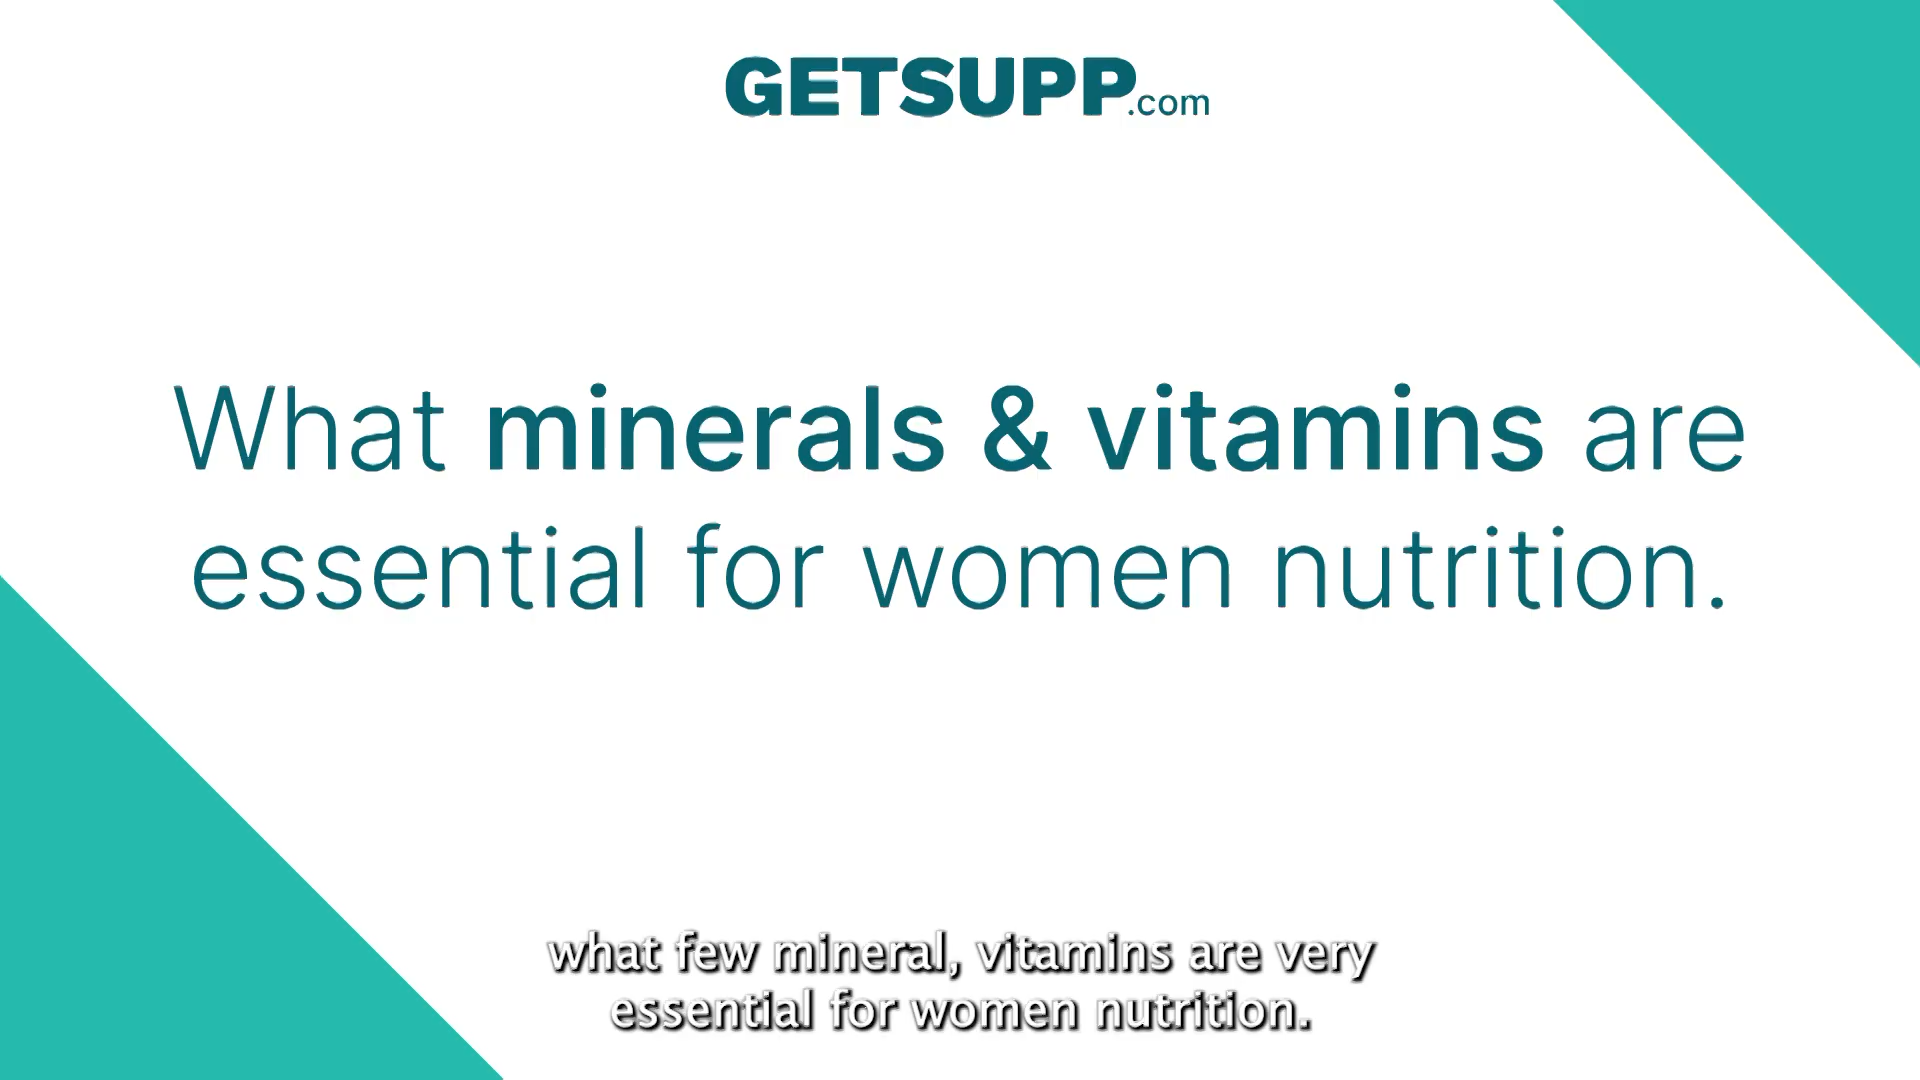 GETSUPP.com
What minerals & vitamins are
essential for women nutrition.
what few mineral, vitamins are very
essential for women nutrition.